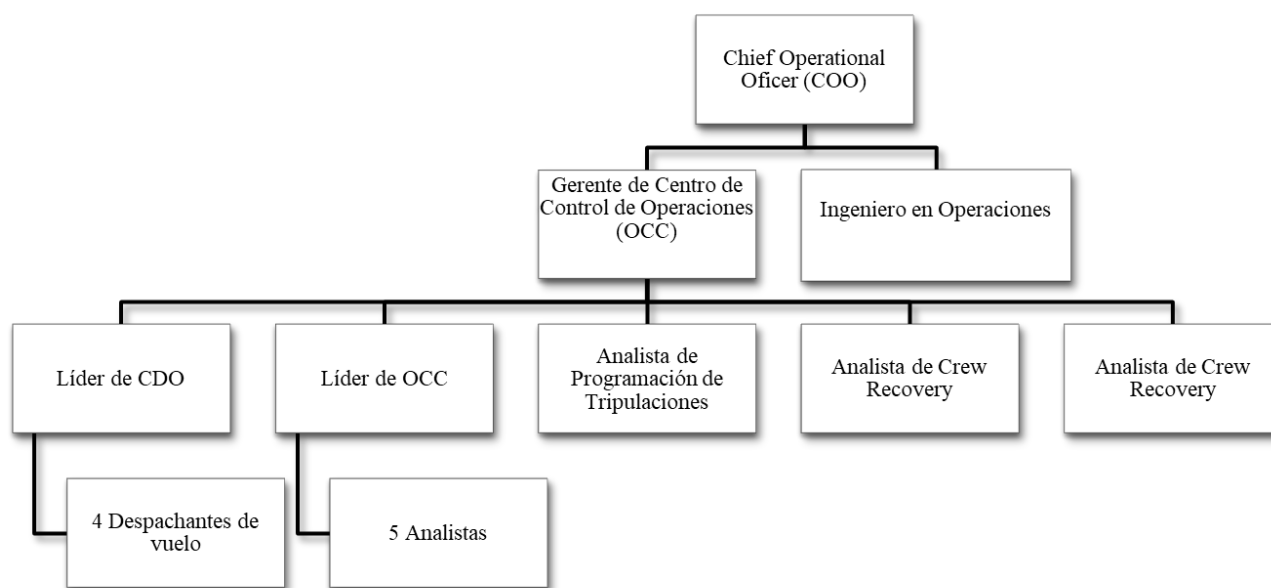 Chief Operational
Oficer (COO)
Gerente de Centro de
Control de Operaciones
(OCC)
Ingeniero en Operaciones
Líder de CDO
Líder de OCC
Analista de
Programación de
Tripulaciones
Analista de Crew
Recovery
Analista de Crew
Recovery
4 Despachantes de
vuelo
5 Analistas